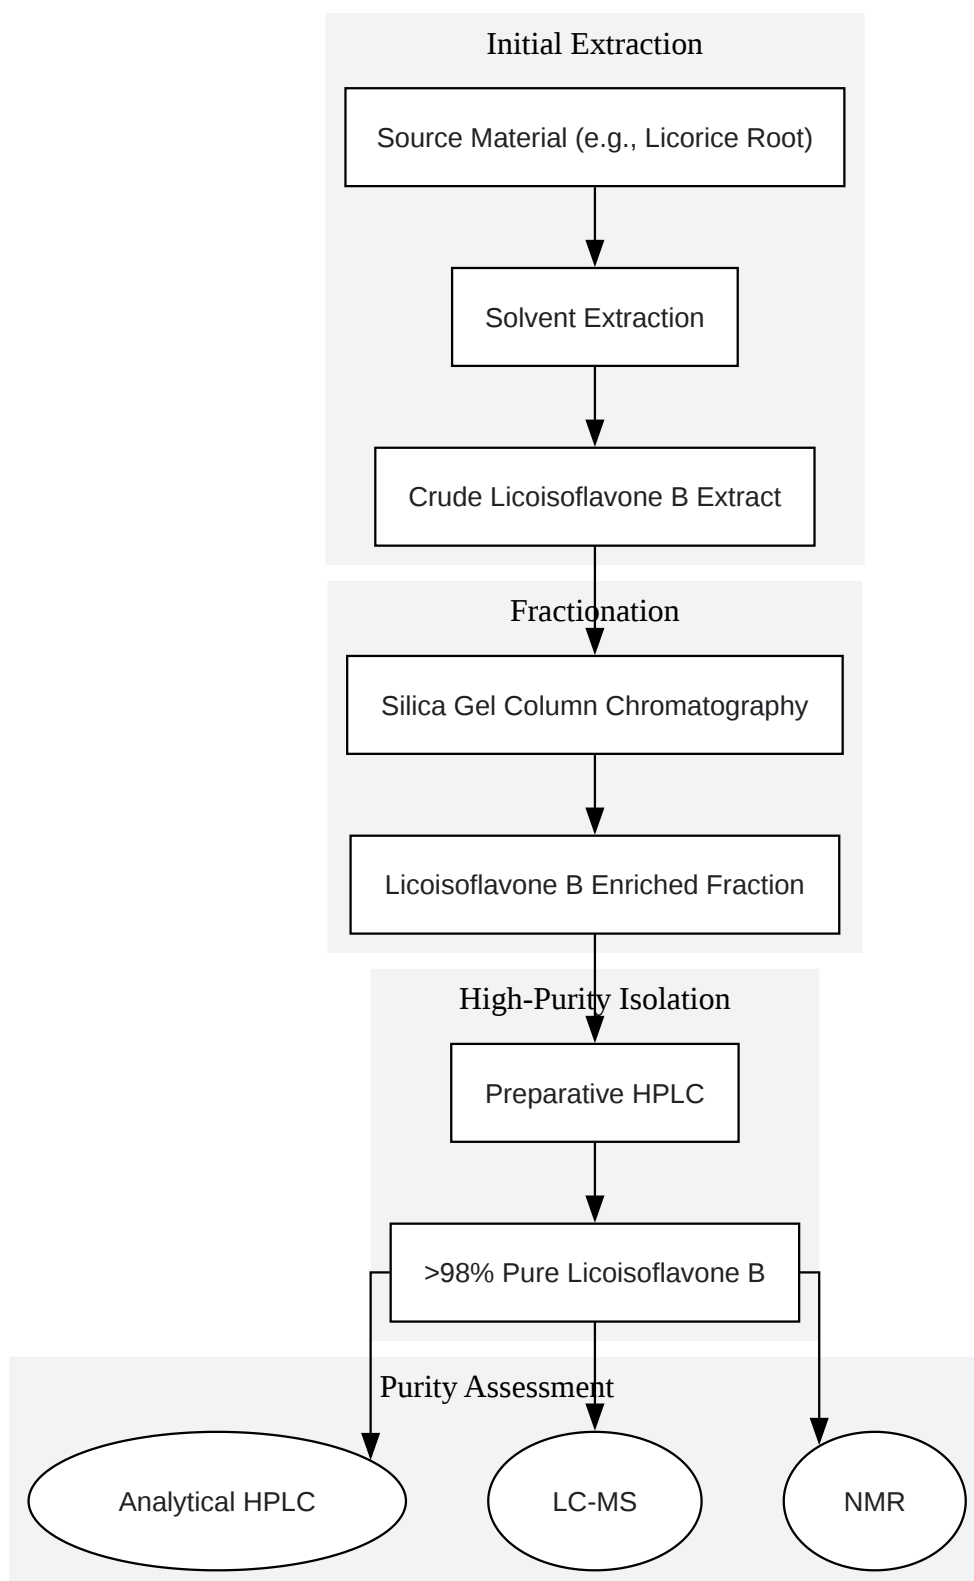 Initial Extraction
Source Material (e.g., Licorice Root)
Solvent Extraction
Crude Licoisoflavone B Extract
Fractionation
Silica Gel Column Chromatography
Licoisoflavone B Enriched Fraction
High-Purity Isolation
Preparative HPLC
>98% Pure Licoisoflavone B
Purity Assessment
Analytical HPLC
LC-MS
NMR